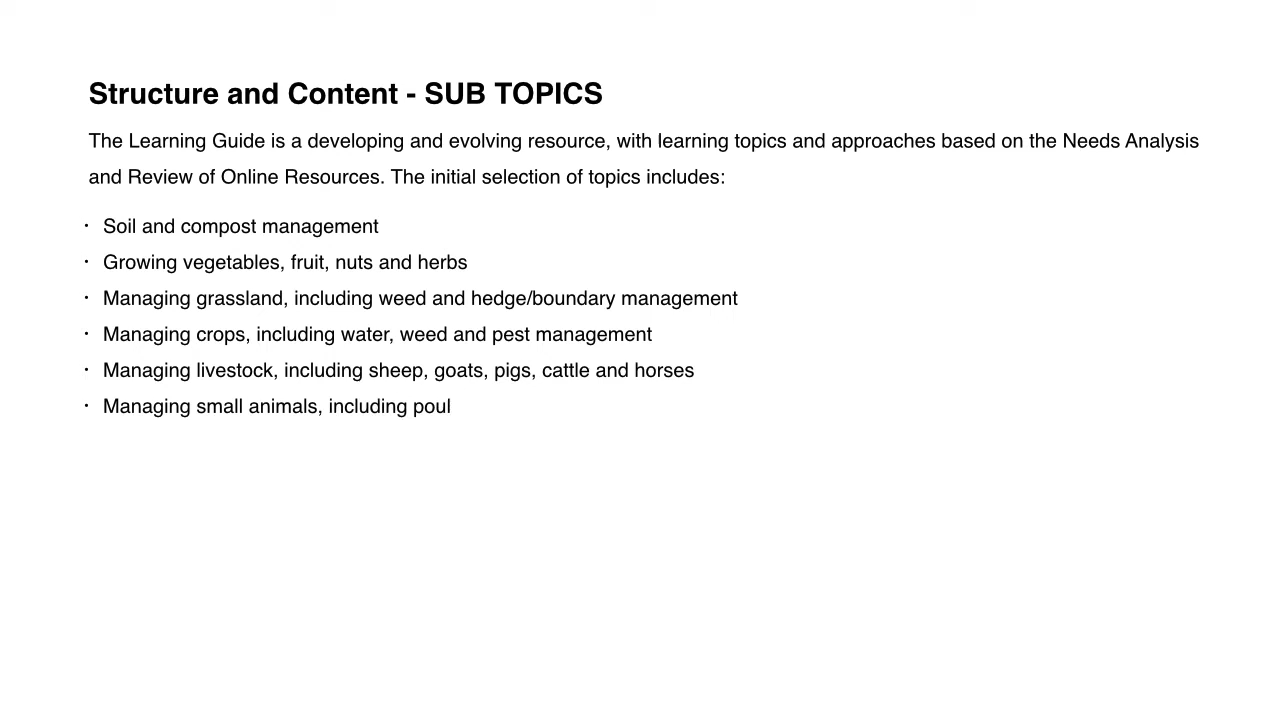 Structure and Content - SUB TOPICS
The Learning Guide is a developing and evolving resource, with learning topics and approaches based on the Needs Analysis
and Review of Online Resources. The initial selection of topics includes:
· Soil and compost management
· Growing vegetables, fruit, nuts and herbs
· Managing grassland, including weed and hedge/boundary management
· Managing crops, including water, weed and pest management
· Managing livestock, including sheep, goats, pigs, cattle and horses
· Managing small animals, including poul